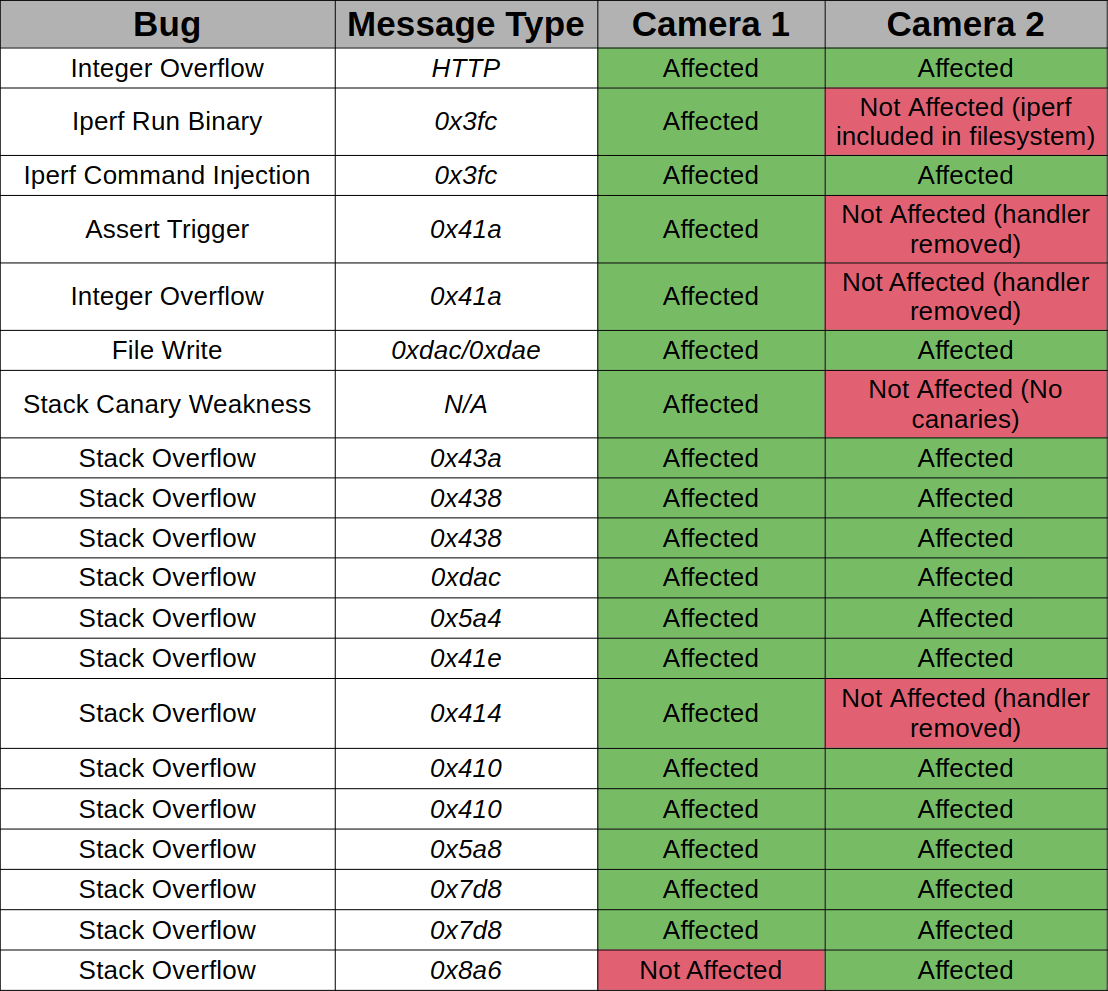 Bug Message Type Camera 1 Camera 2
Integer Overflow HTTP Affected Affected
Iperf Run Binary 0x3fc Affected Not Affected (iperf
included in filesystem)
Iperf Command Injection 0x3fc Affected Affected
Assert Trigger 0x41a Affected Not Affected (handler
removed)
Integer Overflow 0x41a Affected Not Affected (handler
removed)
File Write 0xdac/0xdae Affected Affected
Stack Canary Weakness N/A Affected Not Affected (No
canaries)
Stack Overflow 0x43a Affected Affected
Stack Overflow 0x438 Affected Affected
Stack Overflow 0x438 Affected Affected
Stack Overflow 0xdac Affected Affected
Stack Overflow 0x5a4 Affected Affected
Stack Overflow 0x41e Affected Affected
Stack Overflow 0x414 Affected Not Affected (handler
removed)
Stack Overflow 0x410 Affected Affected
Stack Overflow 0x410 Affected Affected
Stack Overflow 0x5a8 Affected Affected
Stack Overflow 0x7d8 Affected Affected
Stack Overflow 0x7d8 Affected Affected
Stack Overflow 0x8a6 Not Affected Affected